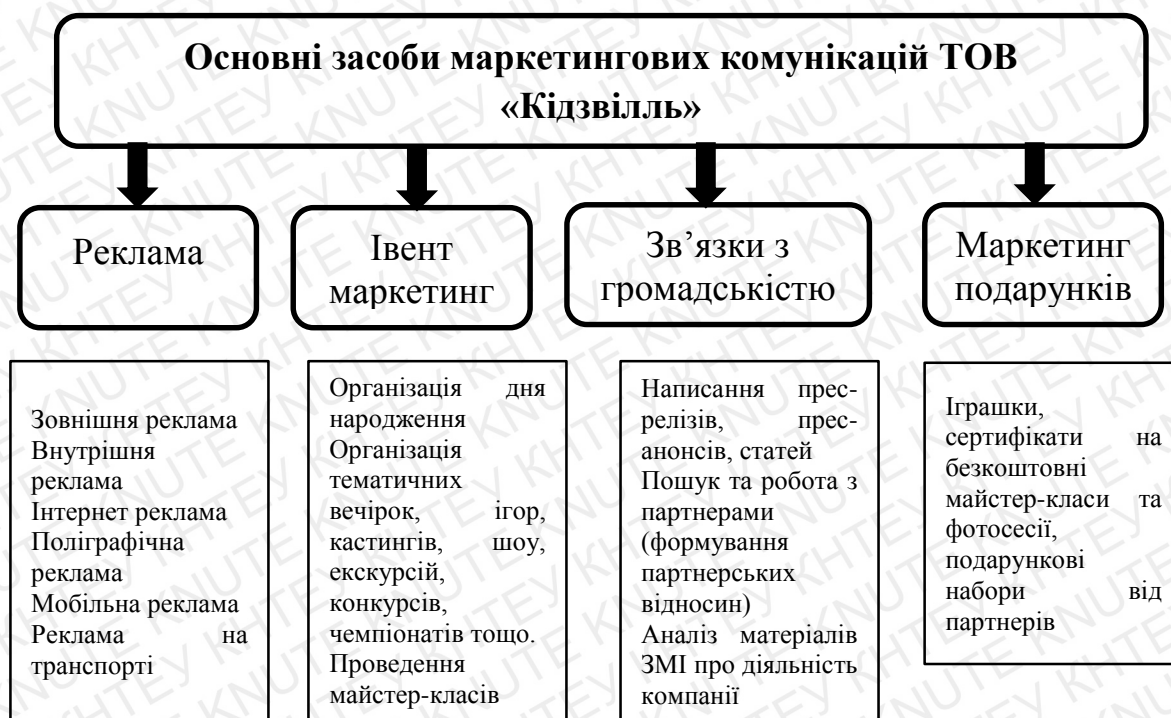 Основні засоби маркетингових комунікацій ТОВ
«Кідзвілль»
Реклама
Івент
маркетинг
Зв’язки з
громадськістю
Маркетинг
подарунків
Зовнішня реклама
Внутрішня
реклама
Інтернет реклама
Поліграфічна
реклама
Мобільна реклама
Реклама на
транспорті
Організація дня
народження
Організація
тематичних
вечірок, ігор,
кастингів, шоу,
екскурсій,
конкурсів,
чемпіонатів тощо.
Проведення
майстер-класів
Написання прес-
релізів, прес-
анонсів, статей
Пошук та робота з
партнерами
(формування
партнерських
відносин)
Аналіз матеріалів
ЗМІ про діяльність
компанії
Іграшки,
сертифікати на
безкоштовні
майстер-класи та
фотосесії,
подарункові
набори від
партнерів